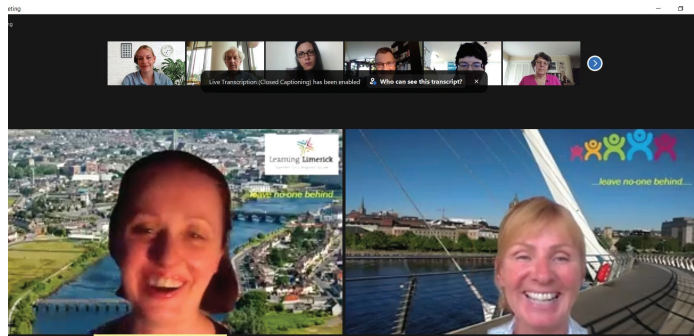 eting
Live Transcription (Closed Captioning) has been enabled
Who can see this transcript?
Learning Limerick
leave no-one behind...
...leave no-one behind...